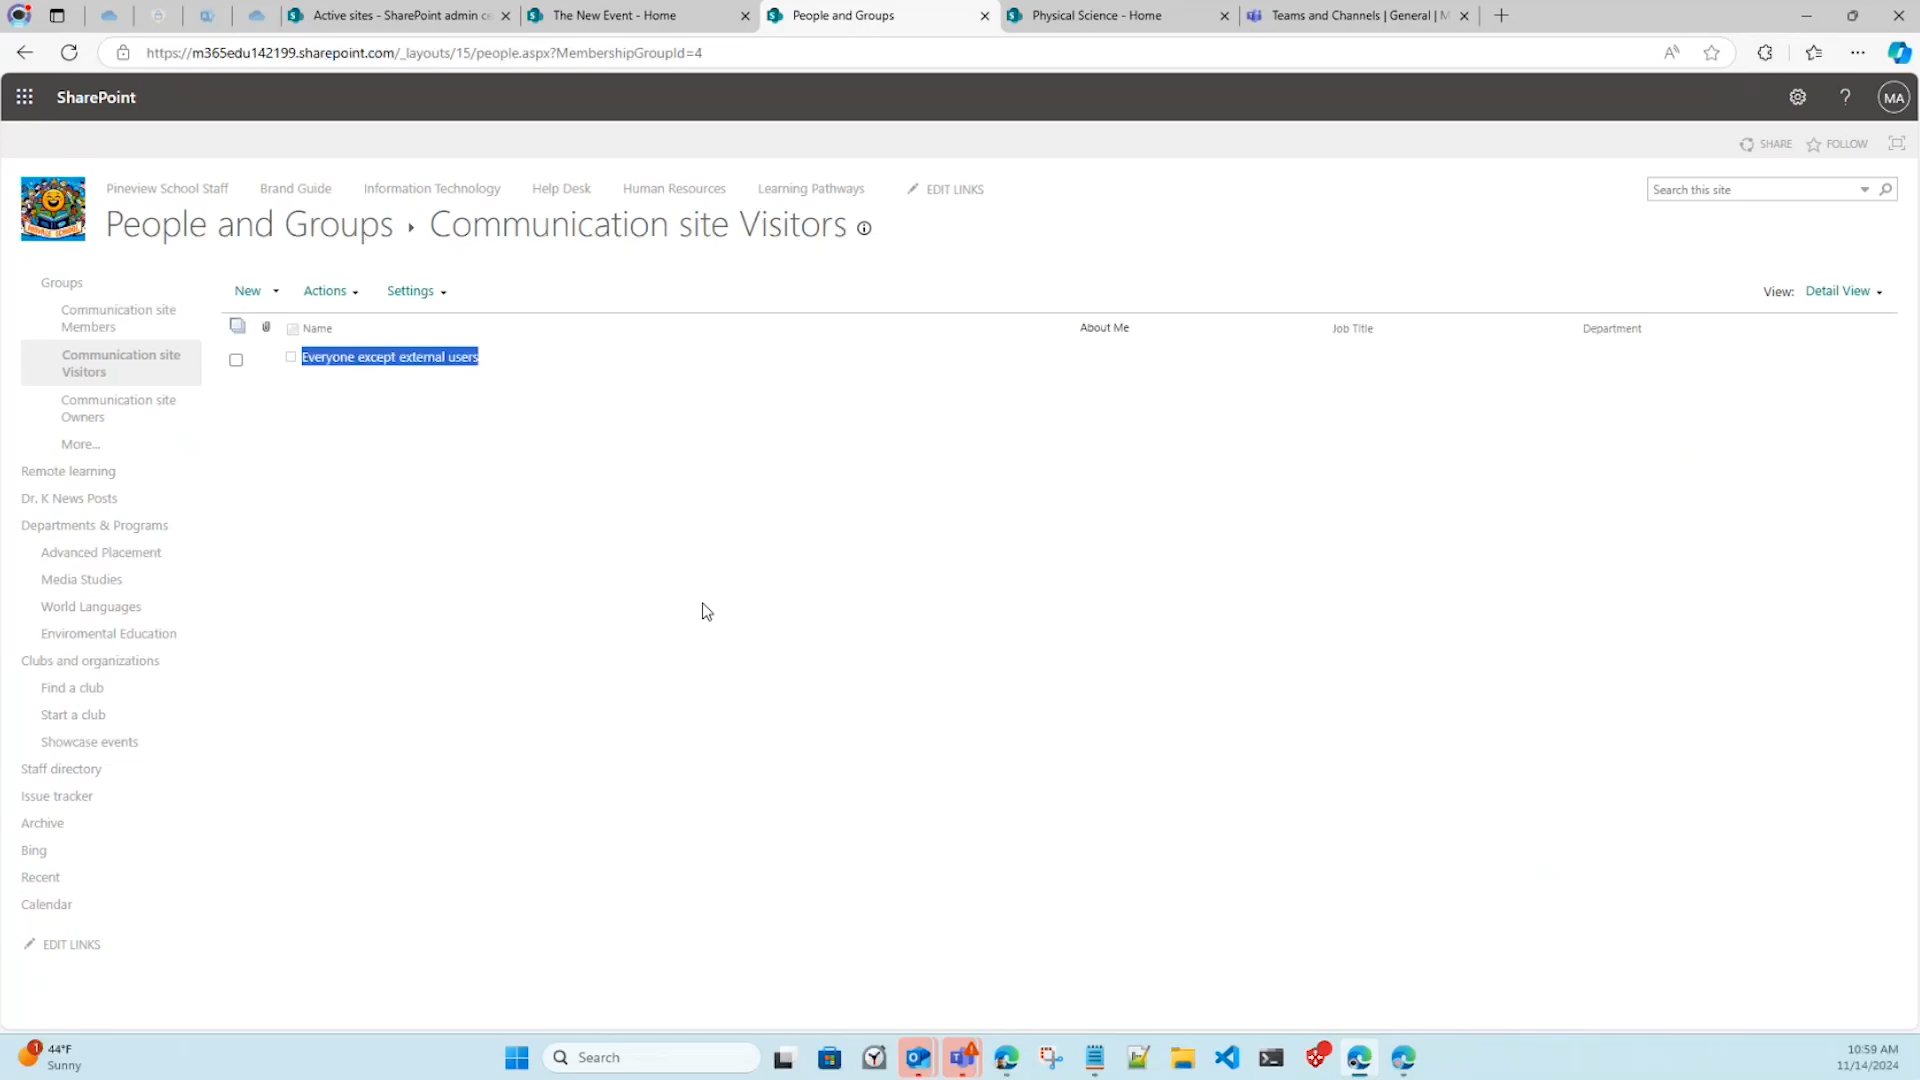 Active sites - SharePoint admin ce
The New Event - Home
People and Groups
Physical Science - Home
Teams and Channels | General | M
https://m365edu142199.sharepoint.com/_layouts/15/people.aspx?MembershipGroupId=4
SharePoint
?
MA
SHARE
FOLLOW
Pineview School Staff
Brand Guide
Information Technology
Help Desk
Human Resources
Learning Pathways
EDIT LINKS
Search this site
People and Groups ▸ Communication site Visitors
Groups
Communication site
Members
Communication site
Visitors
Communication site
Owners
More...
Remote learning
Dr. K News Posts
Departments & Programs
Advanced Placement
Media Studies
World Languages
Enviromental Education
Clubs and organizations
Find a club
Start a club
Showcase events
Staff directory
Issue tracker
Archive
Bing
Recent
Calendar
EDIT LINKS
New
Actions
Settings
View: Detail View
Name
About Me
Job Title
Department
Everyone except external users
1
44°F
Sunny
Search
10:59 AM
11/14/2024